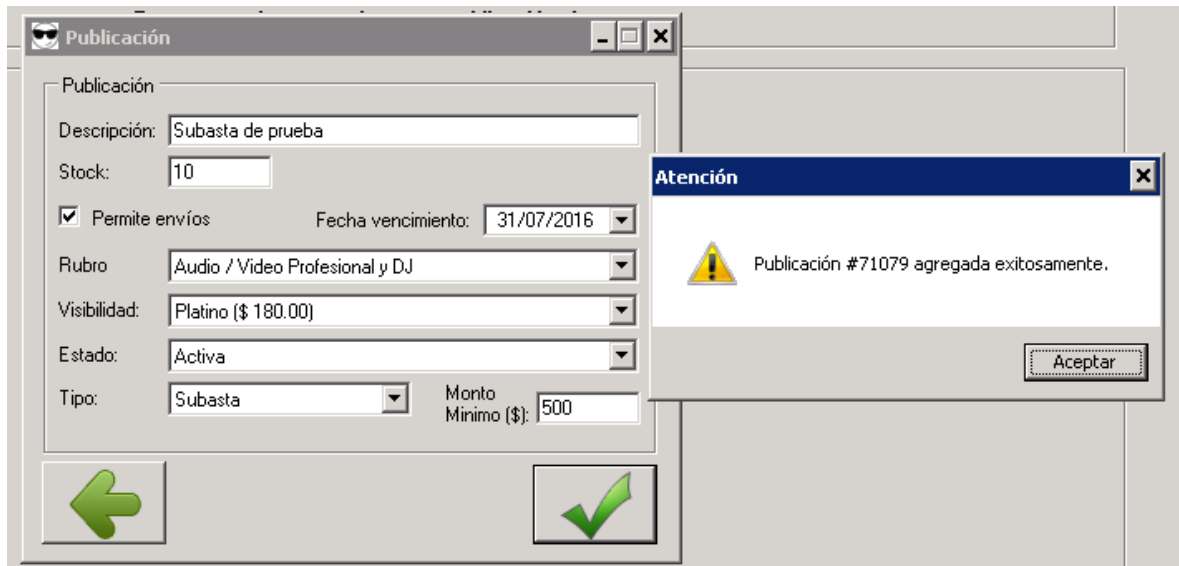 Publicación
Publicación
Descripción: Subasta de prueba
Stock: 10
Permite envíos Fecha vencimiento: 31/07/2016
Rubro Audio / Video Profesional y DJ
Visibilidad: Platino ($ 180.00)
Estado: Activa
Tipo: Subasta Monto
Minimo ($): 500
Atención
Publicación #71079 agregada exitosamente.
Aceptar